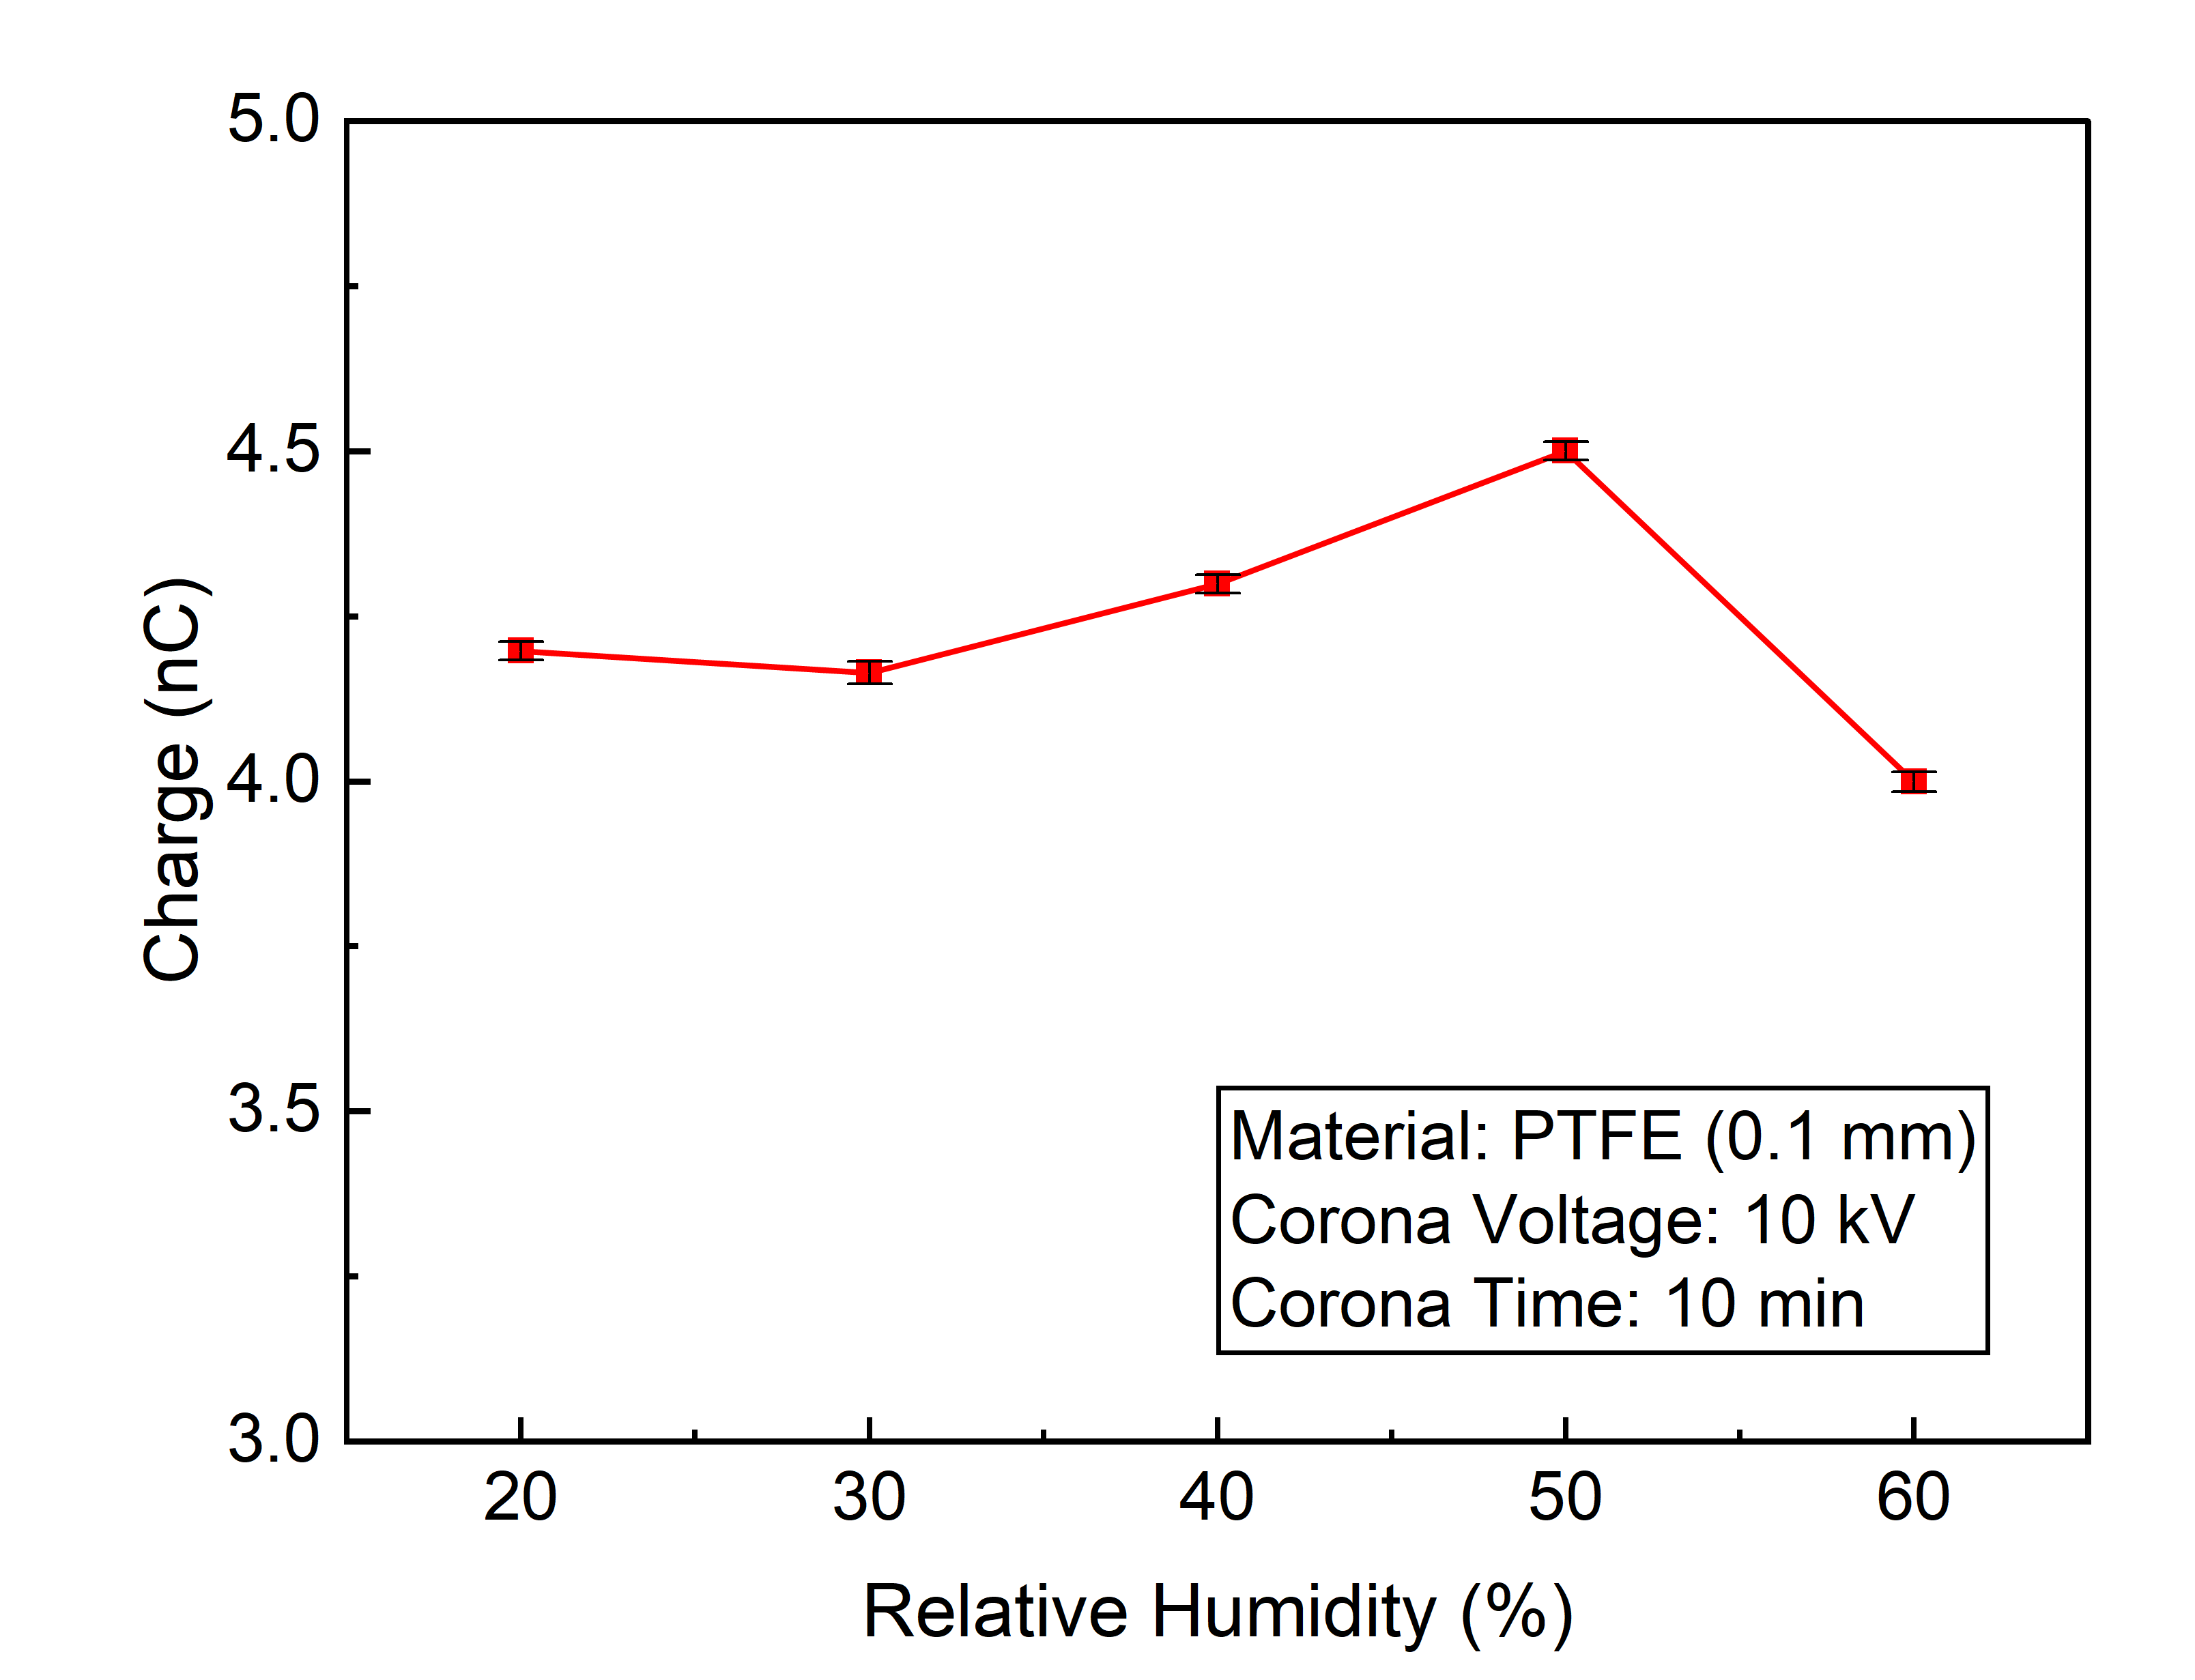 5.0
4.5
4.0
3.5
3.0
Charge (nC)
Material: PTFE (0.1 mm)
Corona Voltage: 10 kV
Corona Time: 10 min
20 30 40 50 60
Relative Humidity (%)